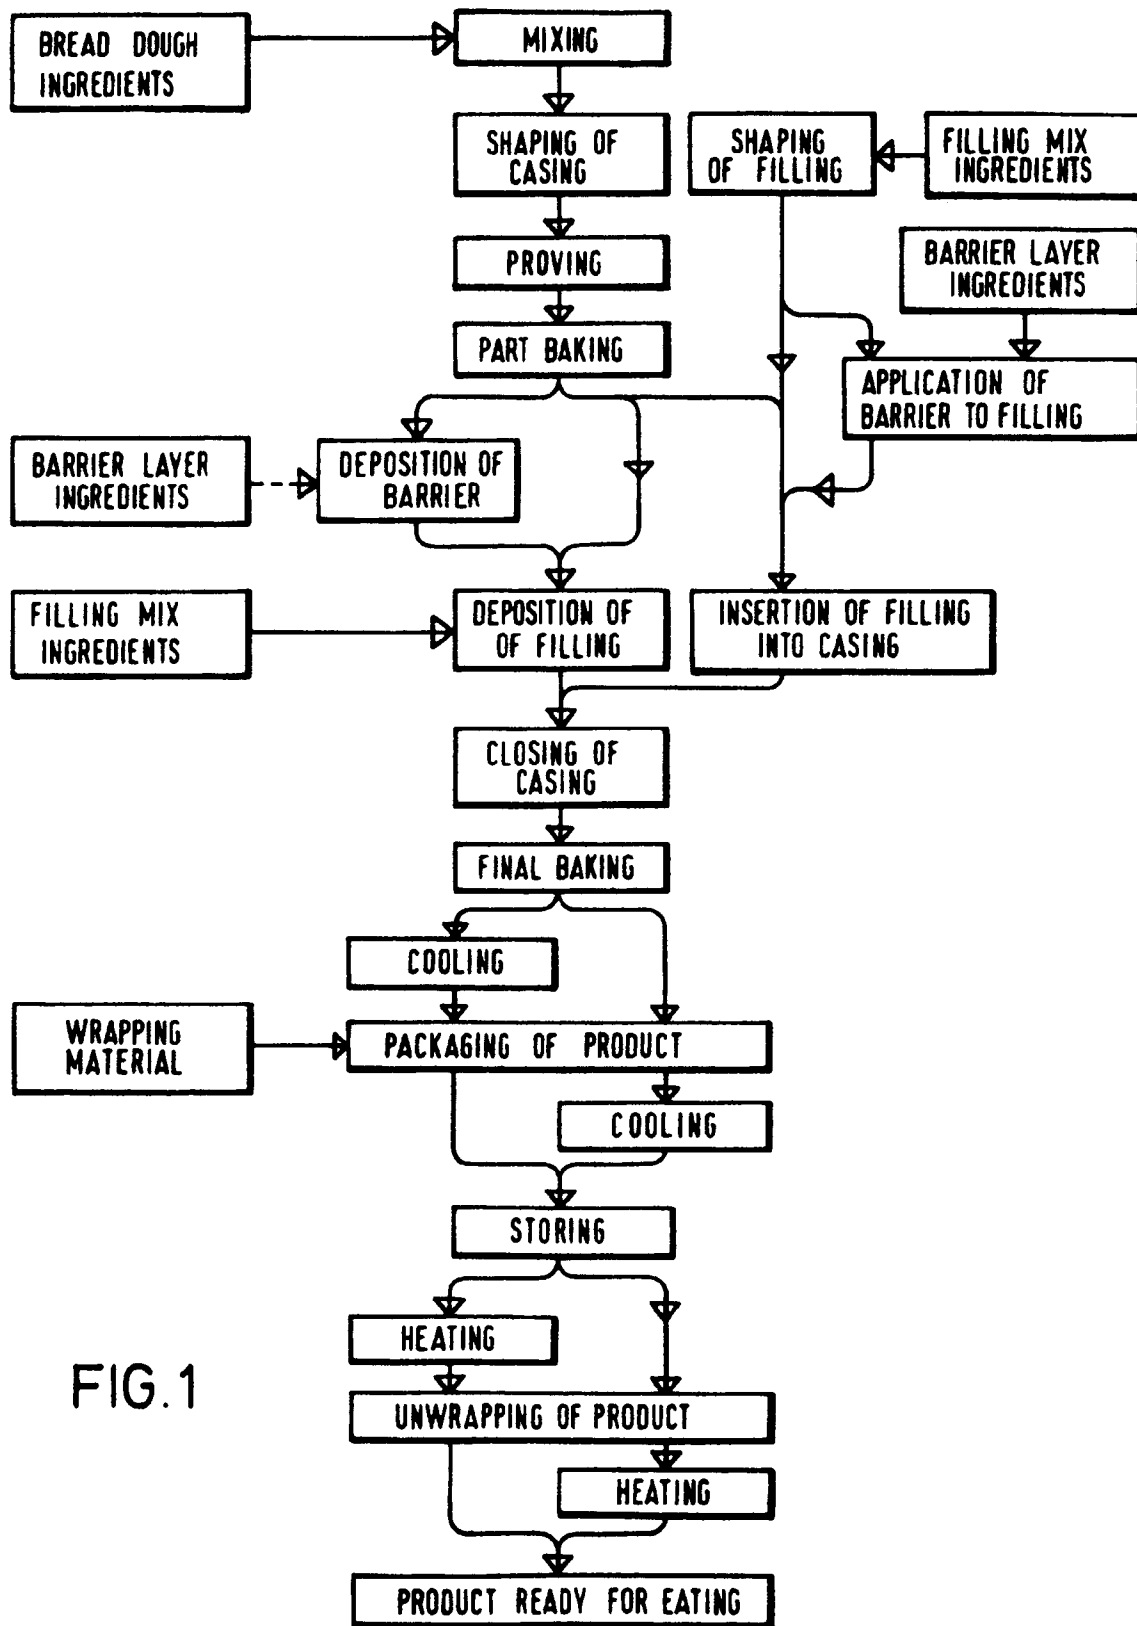 BREAD DOUGH
INGREDIENTS
MIXING
SHAPING OF
CASING
SHAPING
OF FILLING
FILLING MIX
INGREDIENTS
PROVING
BARRIER LAYER
INGREDIENTS
PART BAKING
APPLICATION OF
BARRIER TO FILLING
BARRIER LAYER
INGREDIENTS
DEPOSITION OF
BARRIER
FILLING MIX
INGREDIENTS
DEPOSITION OF
OF FILLING
INSERTION OF FILLING
INTO CASING
CLOSING OF
CASING
FINAL BAKING
COOLING
WRAPPING
MATERIAL
PACKAGING OF PRODUCT
COOLING
STORING
HEATING
FIG.1
UNWRAPPING OF PRODUCT
HEATING
PRODUCT READY FOR EATING